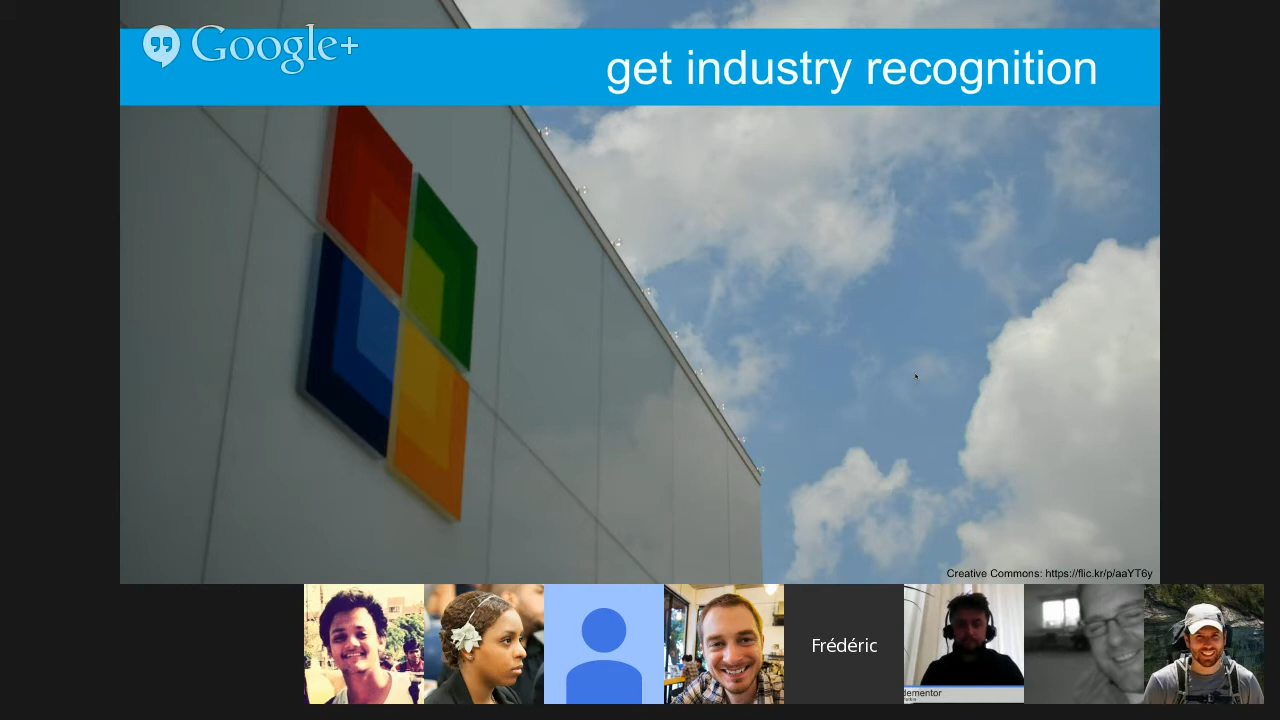 Google+
get industry recognition
Creative Commons: https://flic.kr/p/aaYT6y
Frédéric
dementor